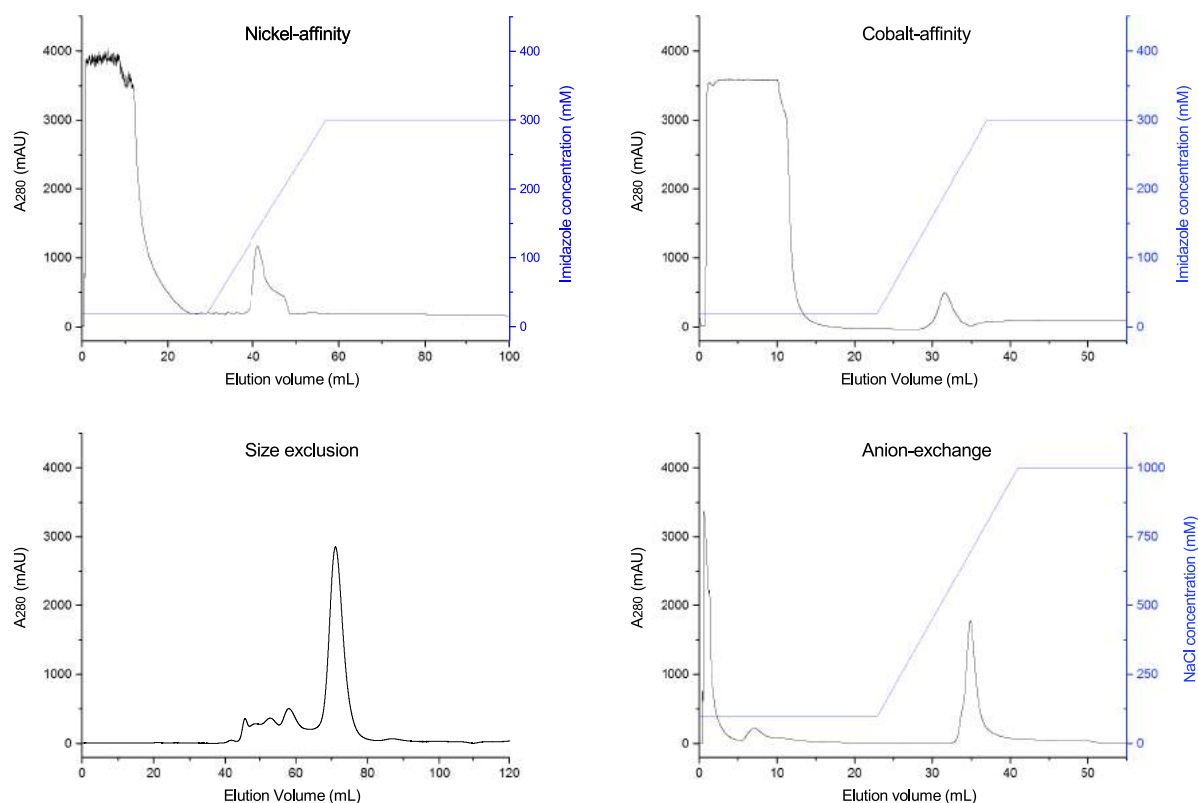 Nickel-affinity
4000
3000
2000
1000
0
A280 (mAU)
400
300
200
100
0
Imidazole concentration (mM)
0 20 40 60 80 100
Elution volume (mL)
Cobalt-affinity
4000
3000
2000
1000
0
A280 (mAU)
400
300
200
100
0
Imidazole concentration (mM)
0 10 20 30 40 50
Elution Volume (mL)
Size exclusion
4000
3000
2000
1000
0
A280 (mAU)
0 20 40 60 80 100 120
Elution Volume (mL)
Anion-exchange
4000
3000
2000
1000
0
A280 (mAU)
1000
750
500
250
0
NaCl concentration (mM)
0 10 20 30 40 50
Elution Volume (mL)